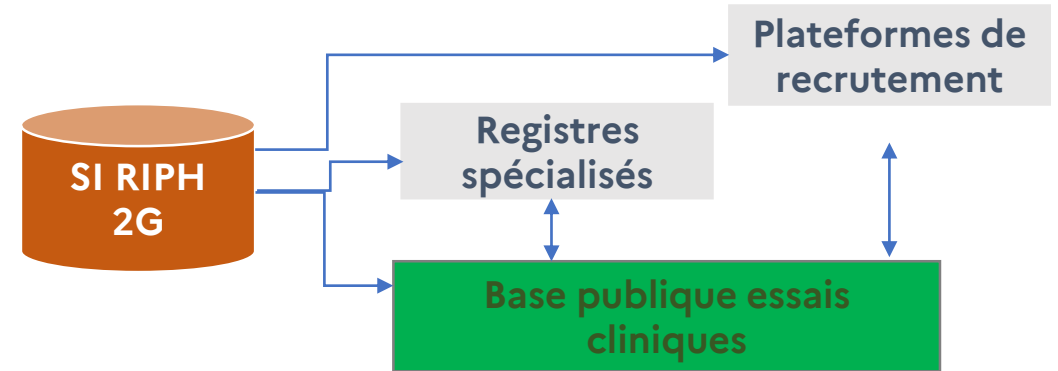 Plateformes de
recrutement
Registres
spécialisés
SI RIPH
2G
Base publique essais
cliniques